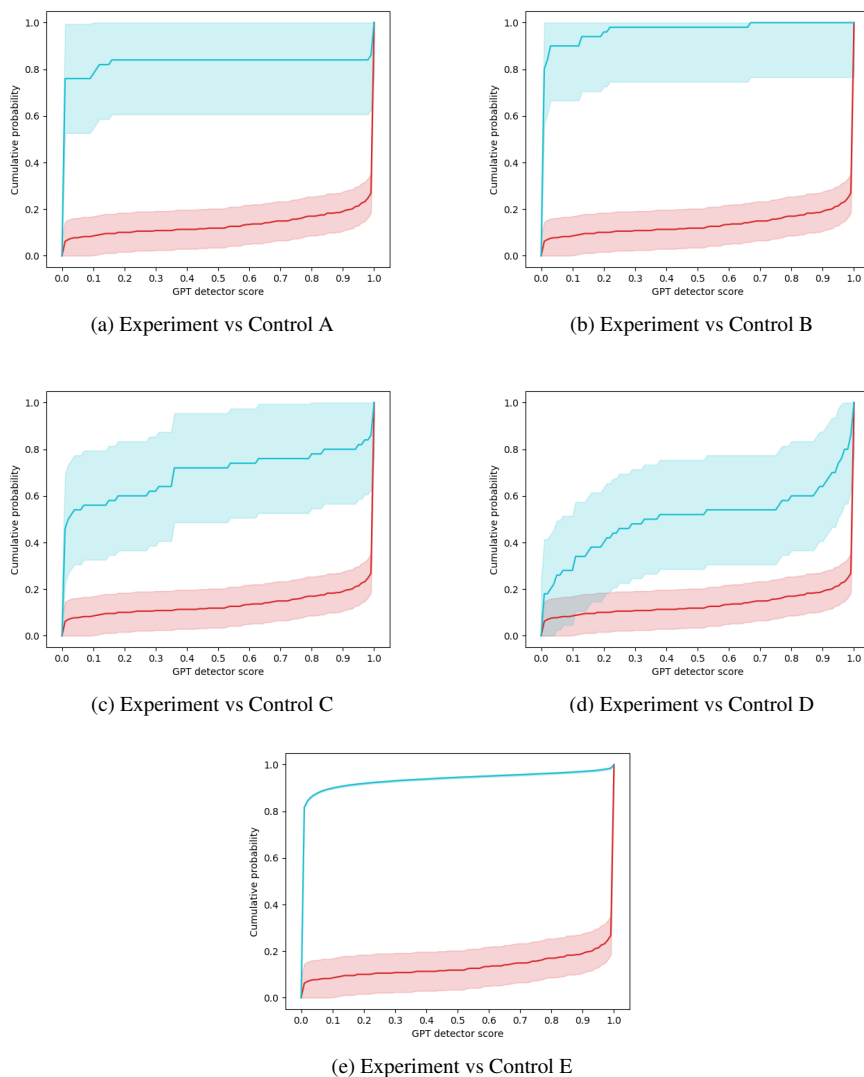 1.0
0.8
0.6
0.4
0.2
0.0
Cumulative probability
0.0 0.1 0.2 0.3 0.4 0.5 0.6 0.7 0.8 0.9 1.0
GPT detector score
(a) Experiment vs Control A
1.0
0.8
0.6
0.4
0.2
0.0
Cumulative probability
0.0 0.1 0.2 0.3 0.4 0.5 0.6 0.7 0.8 0.9 1.0
GPT detector score
(b) Experiment vs Control B
1.0
0.8
0.6
0.4
0.2
0.0
Cumulative probability
0.0 0.1 0.2 0.3 0.4 0.5 0.6 0.7 0.8 0.9 1.0
GPT detector score
(c) Experiment vs Control C
1.0
0.8
0.6
0.4
0.2
0.0
Cumulative probability
0.0 0.1 0.2 0.3 0.4 0.5 0.6 0.7 0.8 0.9 1.0
GPT detector score
(d) Experiment vs Control D
1.0
0.8
0.6
0.4
0.2
0.0
Cumulative probability
0.0 0.1 0.2 0.3 0.4 0.5 0.6 0.7 0.8 0.9 1.0
GPT detector score
(e) Experiment vs Control E